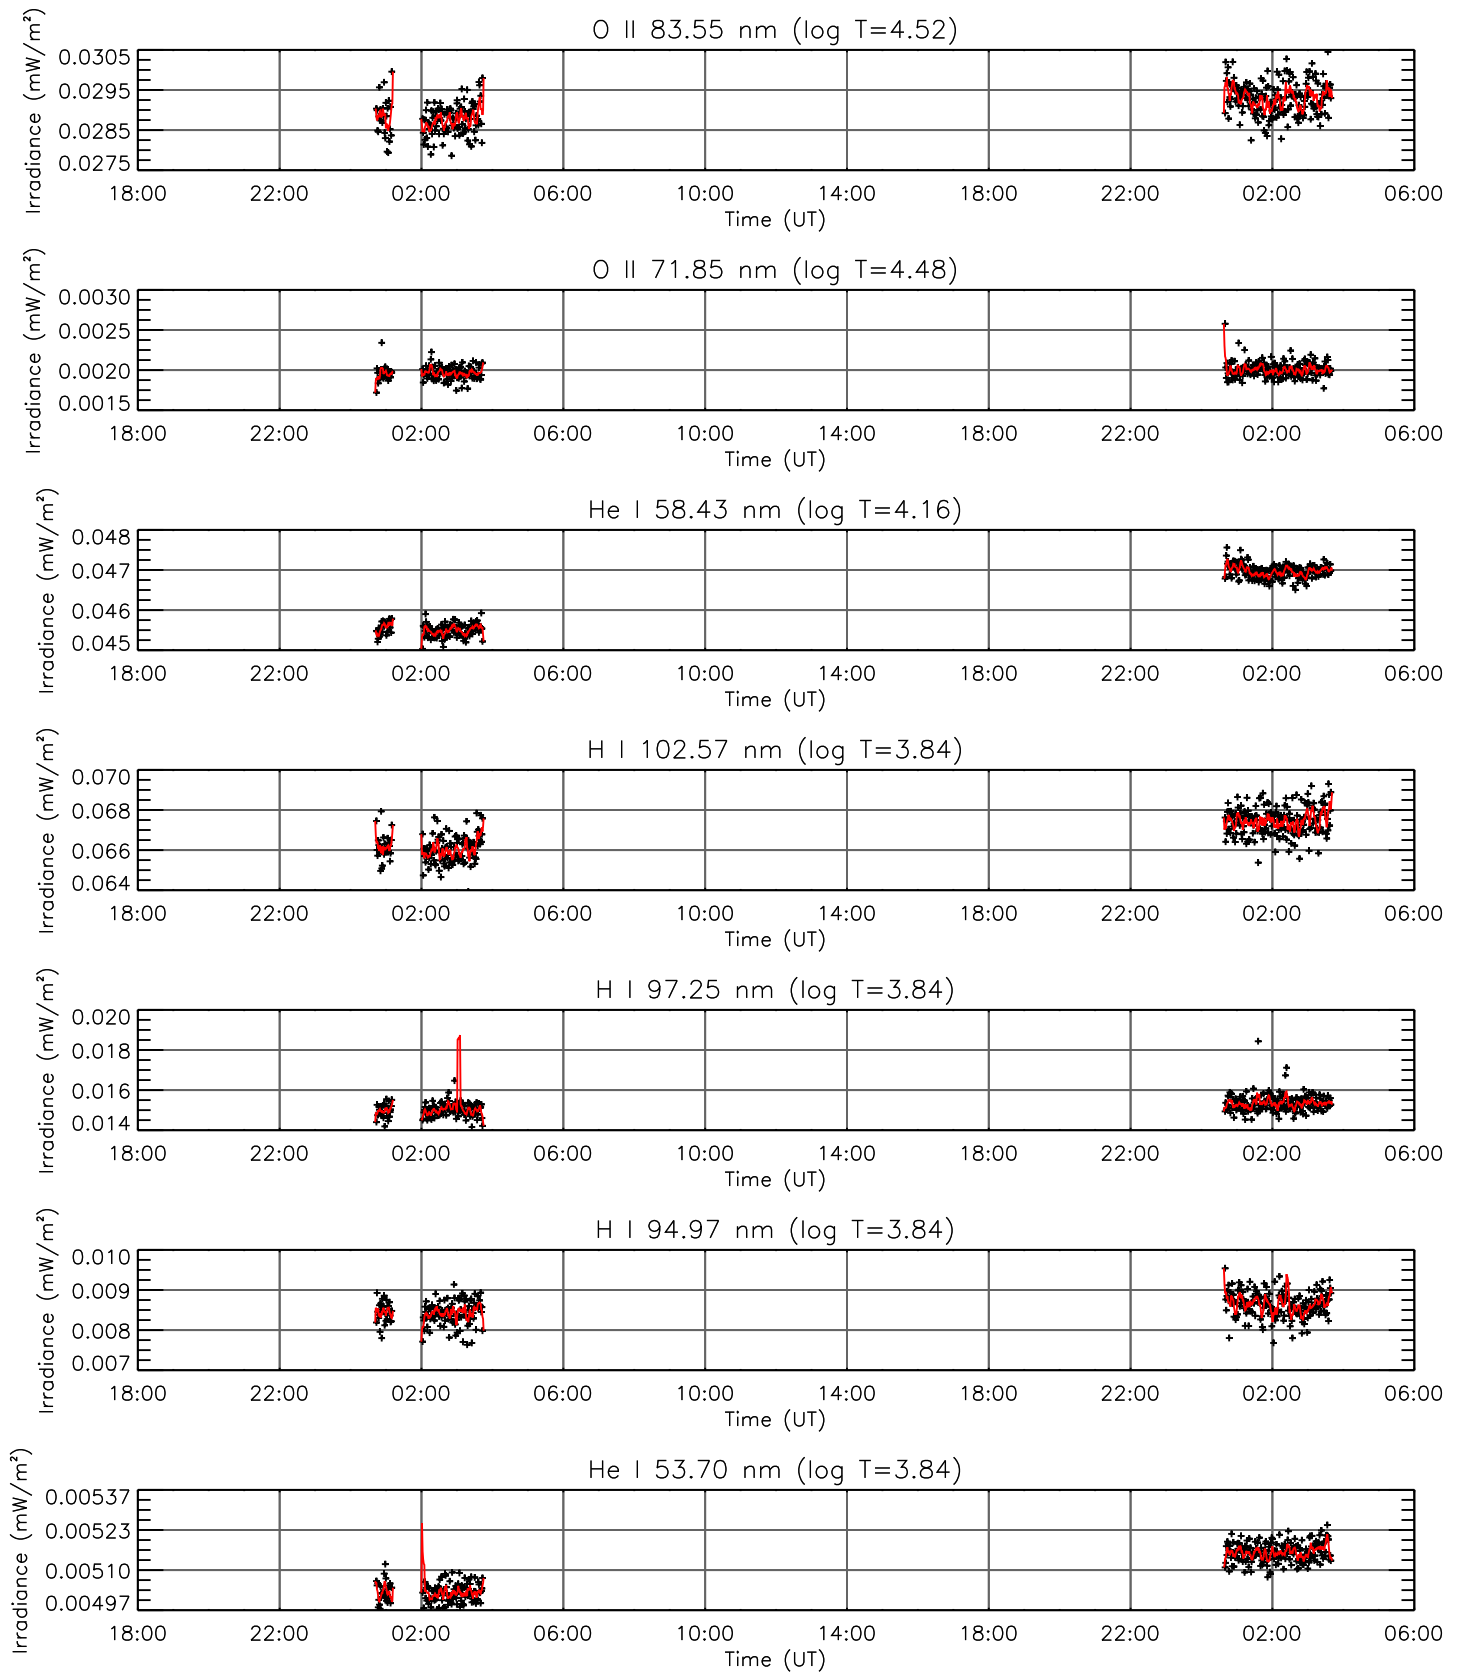 O II 83.55 nm (log T=4.52)
Irradiance (mW/m²)
0.0305
0.0295
0.0285
0.0275
18:00 22:00 02:00 06:00 10:00 14:00 18:00 22:00 02:00 06:00
Time (UT)
O II 71.85 nm (log T=4.48)
Irradiance (mW/m²)
0.0030
0.0025
0.0020
0.0015
18:00 22:00 02:00 06:00 10:00 14:00 18:00 22:00 02:00 06:00
Time (UT)
He I 58.43 nm (log T=4.16)
Irradiance (mW/m²)
0.048
0.047
0.046
0.045
18:00 22:00 02:00 06:00 10:00 14:00 18:00 22:00 02:00 06:00
Time (UT)
H I 102.57 nm (log T=3.84)
Irradiance (mW/m²)
0.070
0.068
0.066
0.064
18:00 22:00 02:00 06:00 10:00 14:00 18:00 22:00 02:00 06:00
Time (UT)
H I 97.25 nm (log T=3.84)
Irradiance (mW/m²)
0.020
0.018
0.016
0.014
18:00 22:00 02:00 06:00 10:00 14:00 18:00 22:00 02:00 06:00
Time (UT)
H I 94.97 nm (log T=3.84)
Irradiance (mW/m²)
0.010
0.009
0.008
0.007
18:00 22:00 02:00 06:00 10:00 14:00 18:00 22:00 02:00 06:00
Time (UT)
He I 53.70 nm (log T=3.84)
Irradiance (mW/m²)
0.00537
0.00523
0.00510
0.00497
18:00 22:00 02:00 06:00 10:00 14:00 18:00 22:00 02:00 06:00
Time (UT)